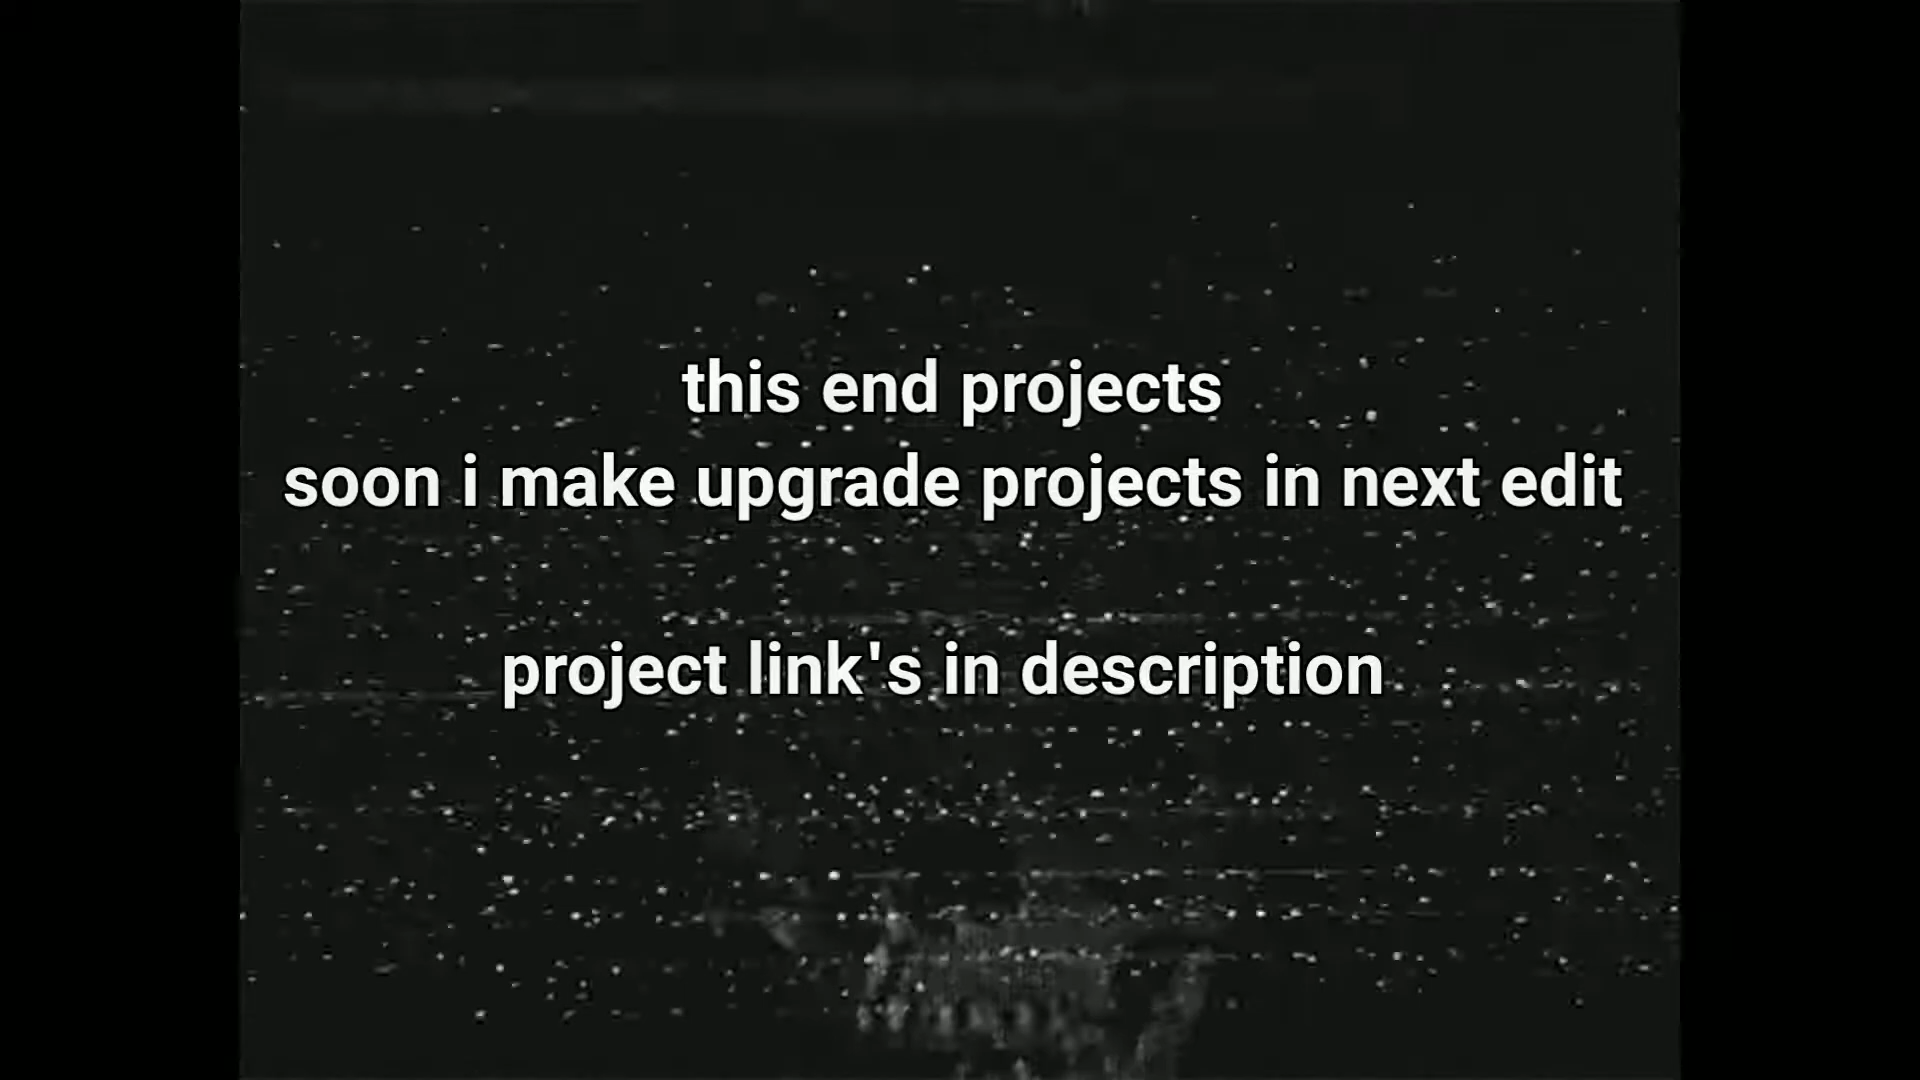 this end projects
soon i make upgrade projects in next edit
project link's in description